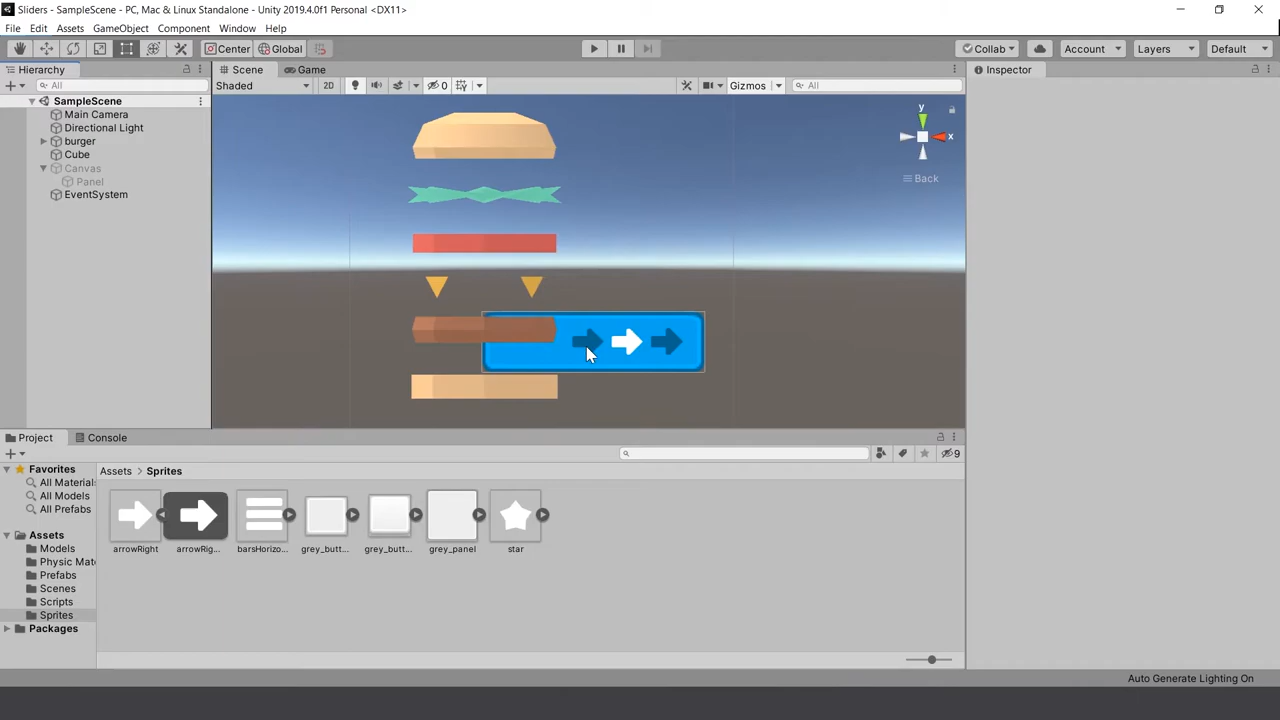 Sliders - SampleScene - PC, Mac & Linux Standalone - Unity 2019.4.0f1 Personal <DX11>
File Edit Assets GameObject Component Window Help
Center Global Collab Account Layers Default
Hierarchy Scene Game Inspector
All Shaded 2D 0 Gizmos All
SampleScene
Main Camera
Directional Light
burger
Cube
Canvas
Panel
EventSystem
y
x
Back
Project Console
9
Favorites
All Material
All Models
All Prefabs
Assets > Sprites
Assets
Models
Physic Mat
Prefabs
Scenes
Scripts
Sprites
Packages
arrowRight arrowRig... barsHorizo... grey_butt... grey_butt... grey_panel star
Auto Generate Lighting On